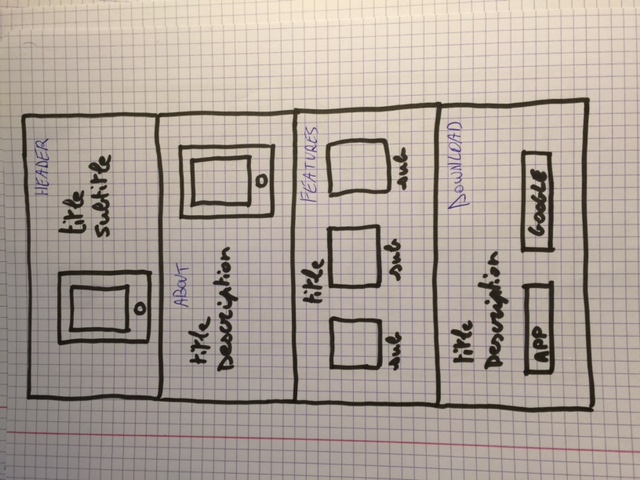 HEADER
title
subtitle
ABOUT
title
Description
title FEATURES
sub sub sub
title DOWNLOAD
Description
APP GOOGLE